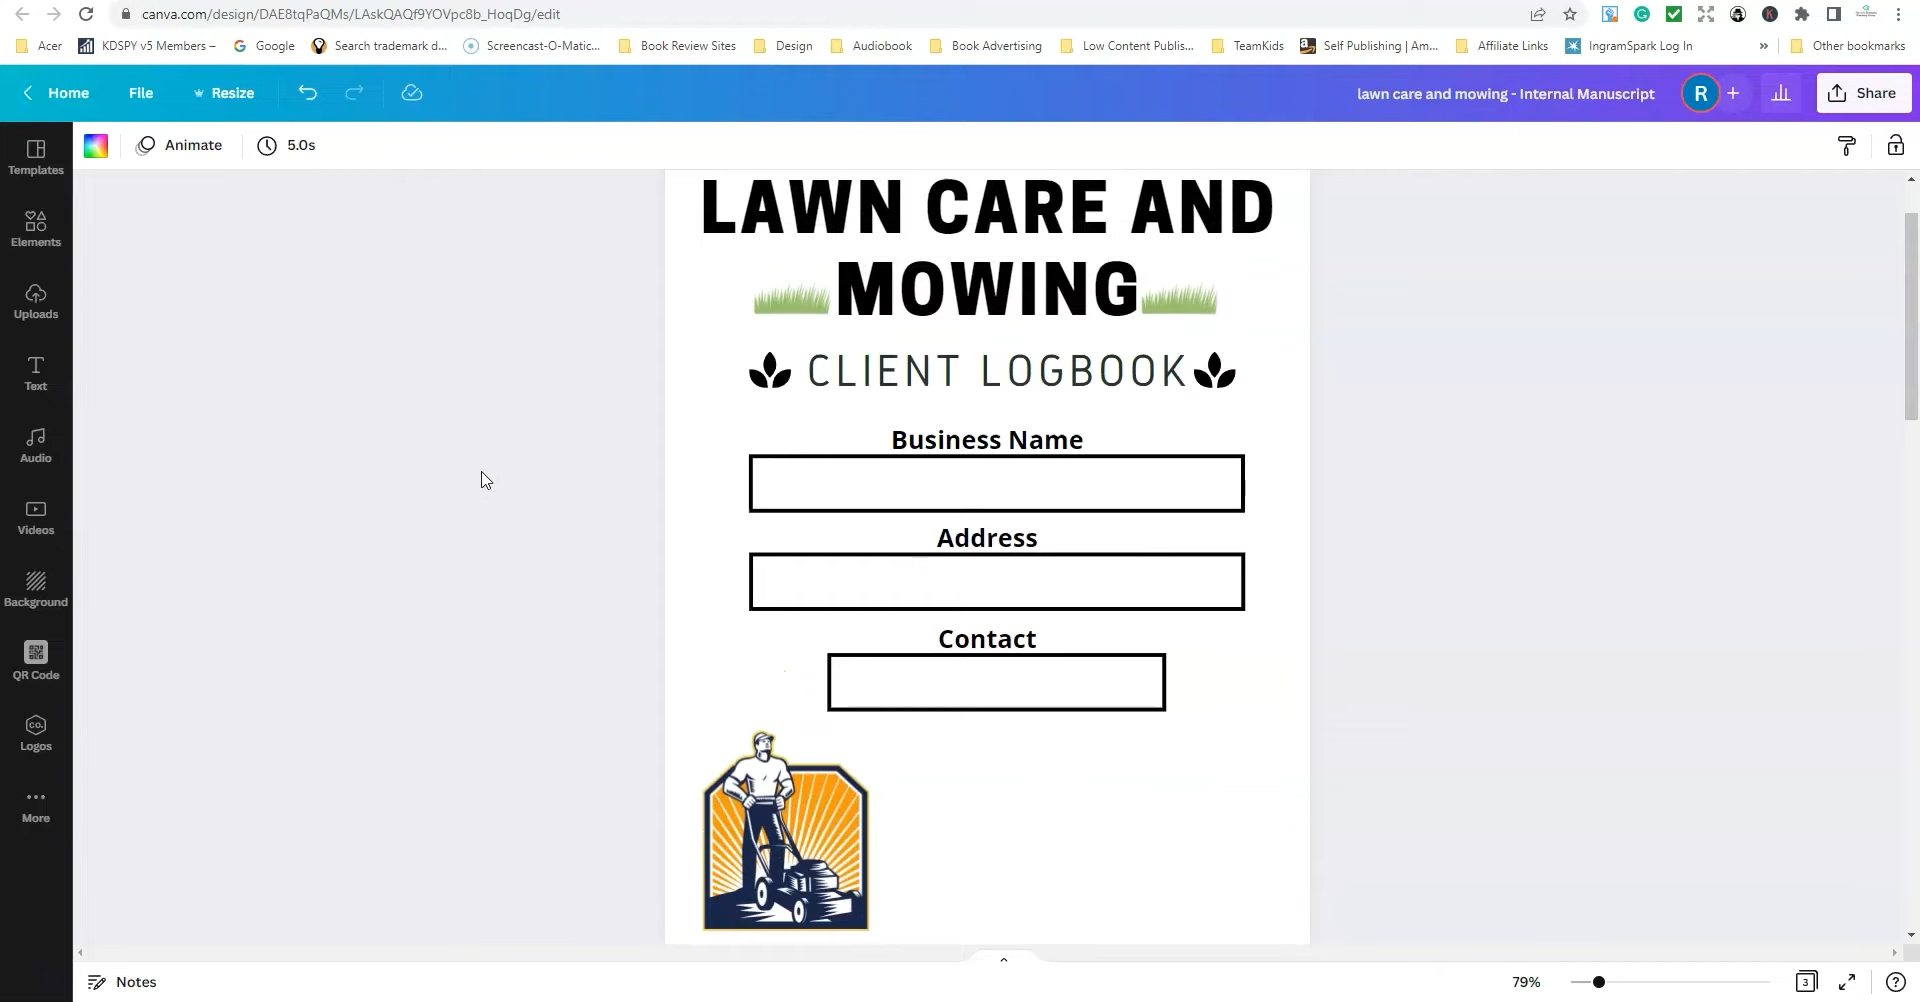 canva.com/design/DAE8tqPaQMs/LAskQAQf9YOVpc8b_HoqDg/edit
Acer
KDSPY v5 Members –
Google
Search trademark d...
Screencast-O-Matic...
Book Review Sites
Design
Audiobook
Book Advertising
Low Content Publis...
TeamKids
Self Publishing | Am...
Affiliate Links
IngramSpark Log In
»
Other bookmarks
Home
File
Resize
lawn care and mowing - Internal Manuscript
R
+
Share
Animate
5.0s
Templates
Elements
Uploads
Text
Audio
Videos
Background
QR Code
CO.
Logos
More
LAWN CARE AND
MOWING
CLIENT LOGBOOK
Business Name
Address
Contact
Notes
79%
3
?